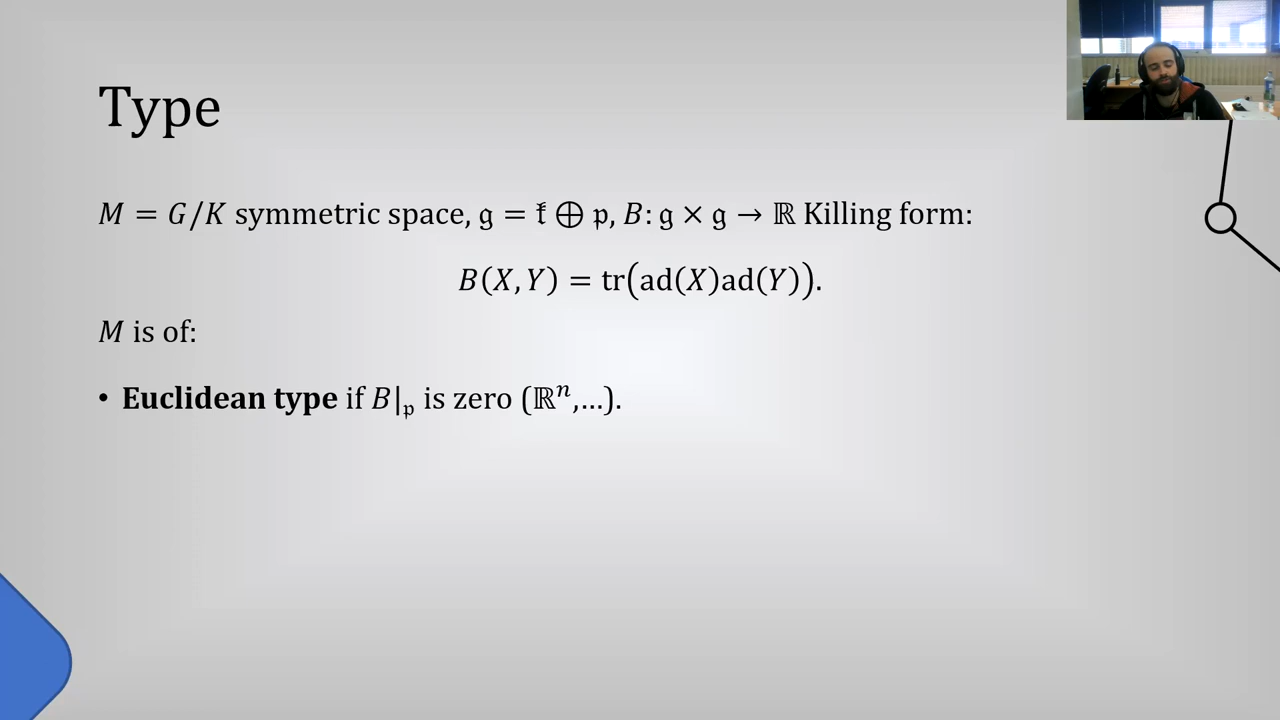 Type
M = G/K symmetric space, 𝔤 = 𝔨 ⊕ 𝔭, B: 𝔤 × 𝔤 → ℝ Killing form:
B(X, Y) = tr(ad(X)ad(Y)).
M is of:
• Euclidean type if B|𝔭 is zero (ℝⁿ,…).